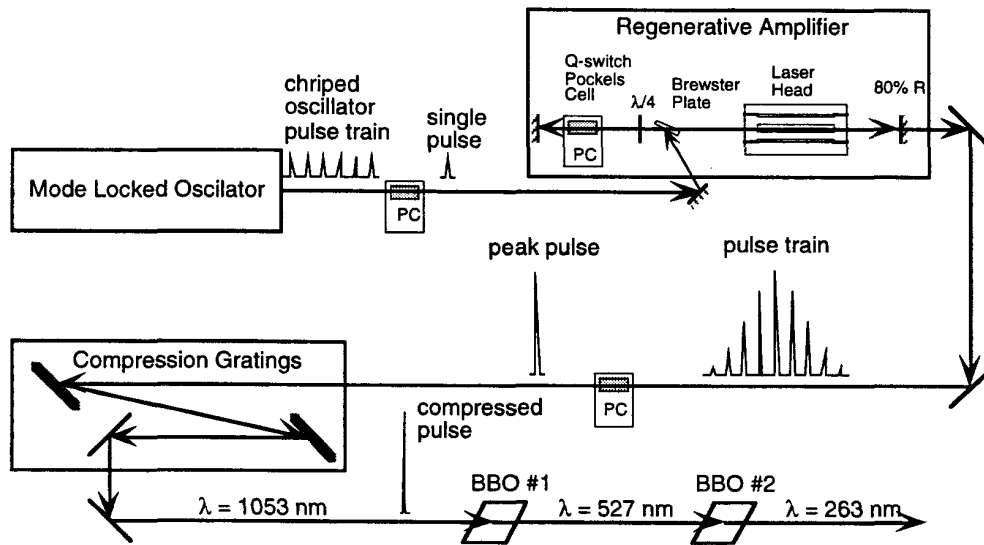 Regenerative Amplifier
Q-switch
Pockels
Cell
λ/4
Brewster
Plate
Laser
Head
80% R
PC
chriped
oscillator
pulse train
single
pulse
Mode Locked Oscilator
PC
peak pulse
pulse train
Compression Gratings
PC
compressed
pulse
BBO #1
BBO #2
λ = 1053 nm
λ = 527 nm
λ = 263 nm